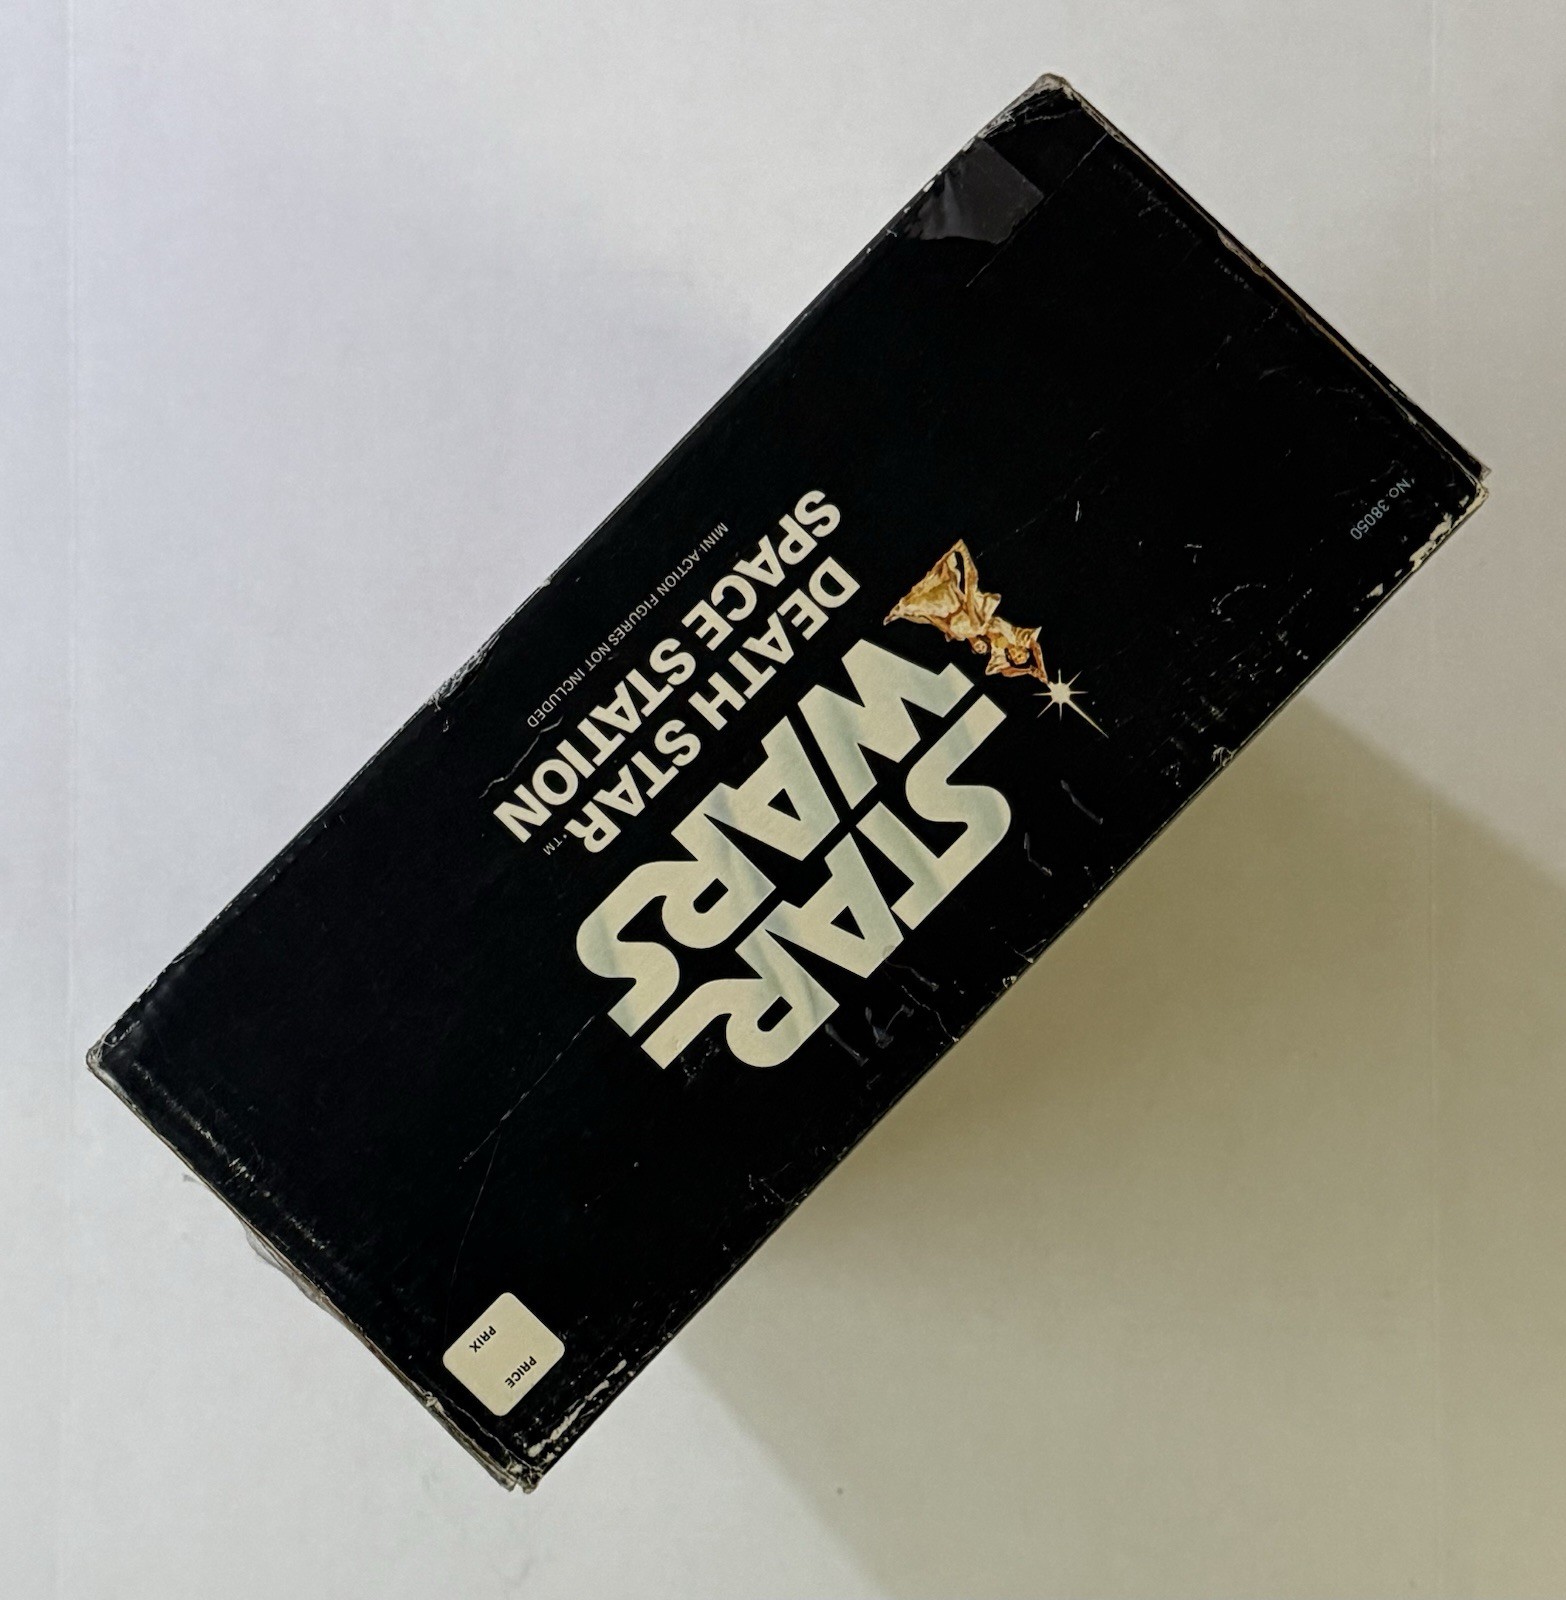 No. 38050
STAR
WARS
DEATH STAR™
SPACE STATION
MINI-ACTION FIGURES NOT INCLUDED
PRICE
PRIX